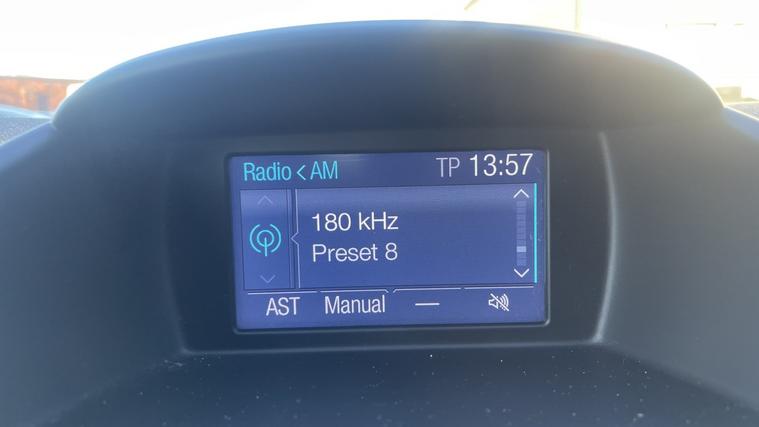 Radio < AM TP 13:57
180 kHz
Preset 8
AST Manual —